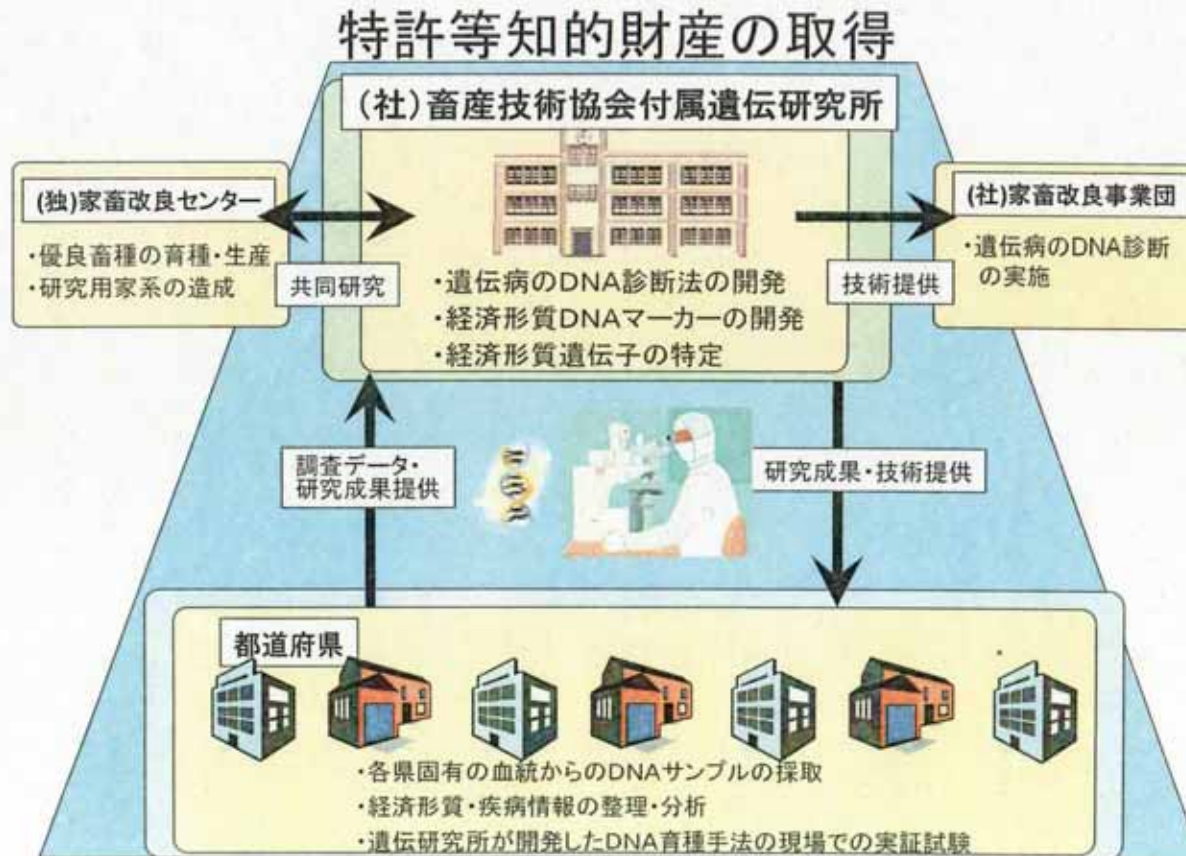 特許等知的財産の取得
(社)畜産技術協会付属遺伝研究所
(独)家畜改良センター
・優良畜種の育種・生産
・研究用家系の造成
共同研究
・遺伝病のDNA診断法の開発
・経済形質DNAマーカーの開発
・経済形質遺伝子の特定
技術提供
(社)家畜改良事業団
・遺伝病のDNA診断
の実施
調査データ・
研究成果提供
研究成果・技術提供
都道府県
・各県固有の血統からのDNAサンプルの採取
・経済形質・疾病情報の整理・分析
・遺伝研究所が開発したDNA育種手法の現場での実証試験